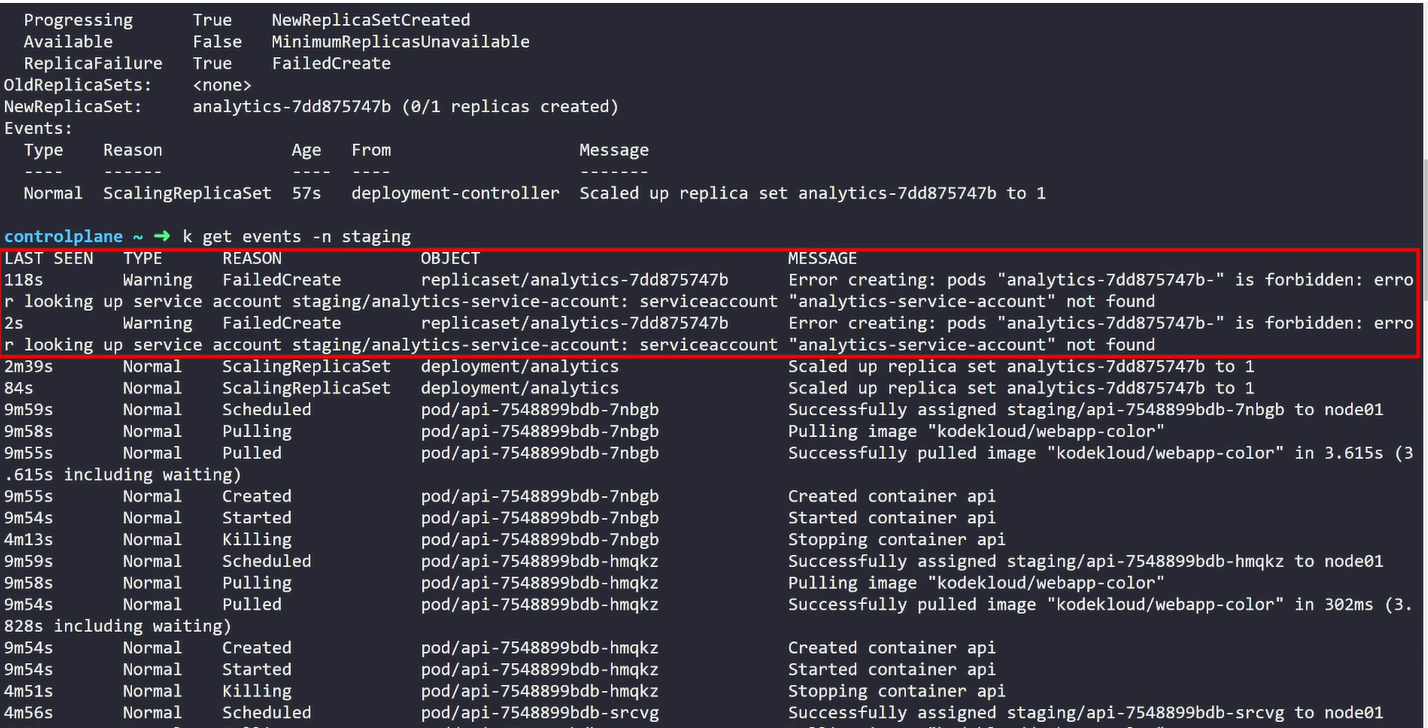 Progressing True NewReplicaSetCreated
Available False MinimumReplicasUnavailable
ReplicaFailure True FailedCreate
OldReplicaSets: <none>
NewReplicaSet: analytics-7dd875747b (0/1 replicas created)
Events:
Type Reason Age From Message
---- ------ ---- ---- -------
Normal ScalingReplicaSet 57s deployment-controller Scaled up replica set analytics-7dd875747b to 1
controlplane ~ ➜ k get events -n staging
LAST SEEN TYPE REASON OBJECT MESSAGE
118s Warning FailedCreate replicaset/analytics-7dd875747b Error creating: pods "analytics-7dd875747b-" is forbidden: erro
r looking up service account staging/analytics-service-account: serviceaccount "analytics-service-account" not found
2s Warning FailedCreate replicaset/analytics-7dd875747b Error creating: pods "analytics-7dd875747b-" is forbidden: erro
r looking up service account staging/analytics-service-account: serviceaccount "analytics-service-account" not found
2m39s Normal ScalingReplicaSet deployment/analytics Scaled up replica set analytics-7dd875747b to 1
84s Normal ScalingReplicaSet deployment/analytics Scaled up replica set analytics-7dd875747b to 1
9m59s Normal Scheduled pod/api-7548899bdb-7nbgb Successfully assigned staging/api-7548899bdb-7nbgb to node01
9m58s Normal Pulling pod/api-7548899bdb-7nbgb Pulling image "kodekloud/webapp-color"
9m55s Normal Pulled pod/api-7548899bdb-7nbgb Successfully pulled image "kodekloud/webapp-color" in 3.615s (3
.615s including waiting)
9m55s Normal Created pod/api-7548899bdb-7nbgb Created container api
9m54s Normal Started pod/api-7548899bdb-7nbgb Started container api
4m13s Normal Killing pod/api-7548899bdb-7nbgb Stopping container api
9m59s Normal Scheduled pod/api-7548899bdb-hmqkz Successfully assigned staging/api-7548899bdb-hmqkz to node01
9m58s Normal Pulling pod/api-7548899bdb-hmqkz Pulling image "kodekloud/webapp-color"
9m54s Normal Pulled pod/api-7548899bdb-hmqkz Successfully pulled image "kodekloud/webapp-color" in 302ms (3.
828s including waiting)
9m54s Normal Created pod/api-7548899bdb-hmqkz Created container api
9m54s Normal Started pod/api-7548899bdb-hmqkz Started container api
4m51s Normal Killing pod/api-7548899bdb-hmqkz Stopping container api
4m56s Normal Scheduled pod/api-7548899bdb-srcvg Successfully assigned staging/api-7548899bdb-srcvg to node01